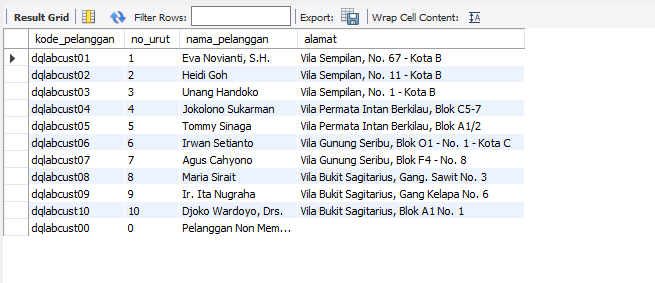 Result Grid Filter Rows: Export: Wrap Cell Content:
kode_pelanggan no_urut nama_pelanggan alamat
dqlabcust01 1 Eva Novianti, S.H. Vila Sempilan, No. 67 - Kota B
dqlabcust02 2 Heidi Goh Vila Sempilan, No. 11 - Kota B
dqlabcust03 3 Unang Handoko Vila Sempilan, No. 1 - Kota B
dqlabcust04 4 Jokolono Sukarman Vila Permata Intan Berkilau, Blok C5-7
dqlabcust05 5 Tommy Sinaga Vila Permata Intan Berkilau, Blok A1/2
dqlabcust06 6 Irwan Setianto Vila Gunung Seribu, Blok O1 - No. 1 - Kota C
dqlabcust07 7 Agus Cahyono Vila Gunung Seribu, Blok F4 - No. 8
dqlabcust08 8 Maria Sirait Vila Bukit Sagitarius, Gang. Sawit No. 3
dqlabcust09 9 Ir. Ita Nugraha Vila Bukit Sagitarius, Gang Kelapa No. 6
dqlabcust10 10 Djoko Wardoyo, Drs. Vila Bukit Sagitarius, Blok A1 No. 1
dqlabcust00 0 Pelanggan Non Mem...